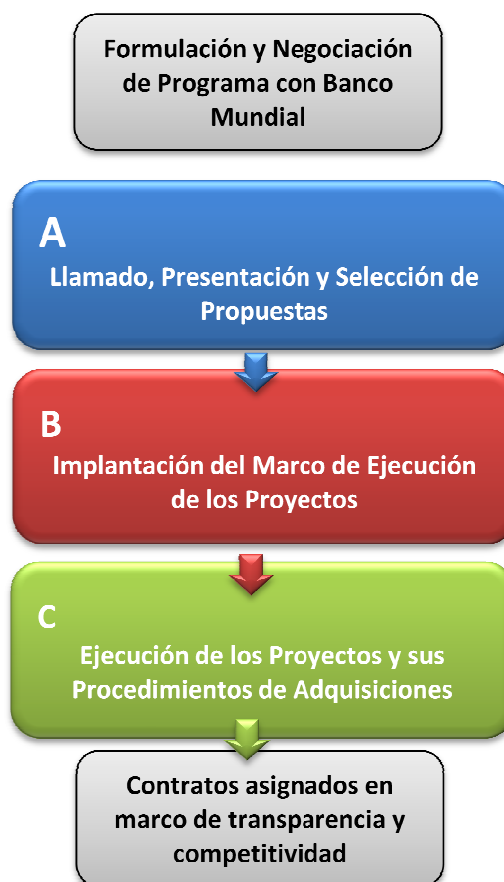 Formulación y Negociación
de Programa con Banco
Mundial
A
Llamado, Presentación y Selección de
Propuestas
B
Implantación del Marco de Ejecución
de los Proyectos
C
Ejecución de los Proyectos y sus
Procedimientos de Adquisiciones
Contratos asignados en
marco de transparencia y
competitividad